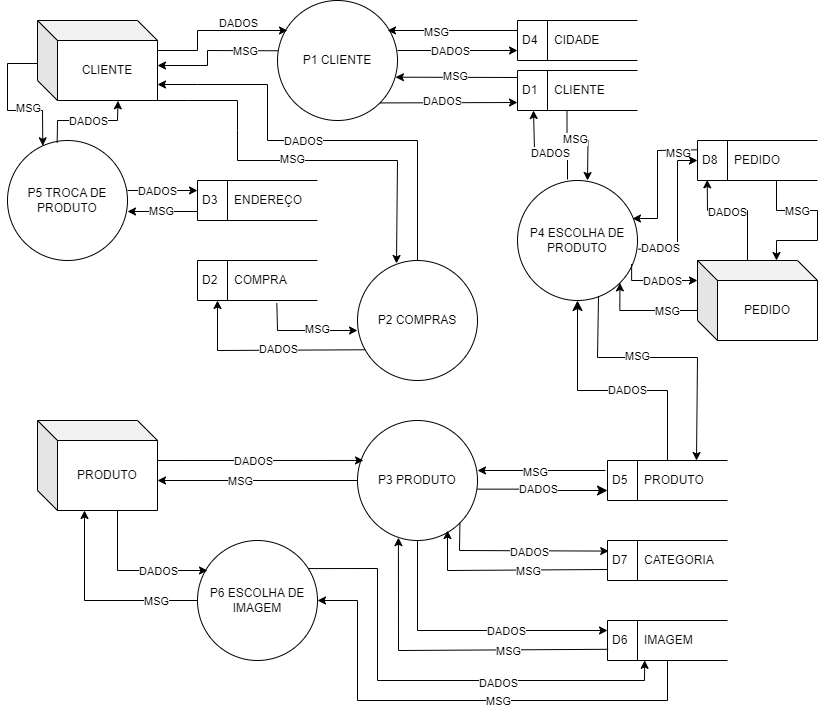 DADOS
MSG
D4 CIDADE
MSG
DADOS
P1 CLIENTE
CLIENTE
MSG
D1 CLIENTE
DADOS
MSG
DADOS
DADOS
MSG
MSG
DADOS
MSG
D8 PEDIDO
P5 TROCA DE
PRODUTO
DADOS
MSG
D3 ENDEREÇO
DADOS
MSG
P4 ESCOLHA DE
PRODUTO
DADOS
D2 COMPRA
DADOS
MSG
PEDIDO
P2 COMPRAS
MSG
DADOS
MSG
DADOS
PRODUTO
DADOS
MSG
P3 PRODUTO
MSG
DADOS
D5 PRODUTO
DADOS
MSG
D7 CATEGORIA
DADOS
MSG
P6 ESCOLHA DE
IMAGEM
DADOS
MSG
D6 IMAGEM
DADOS
MSG